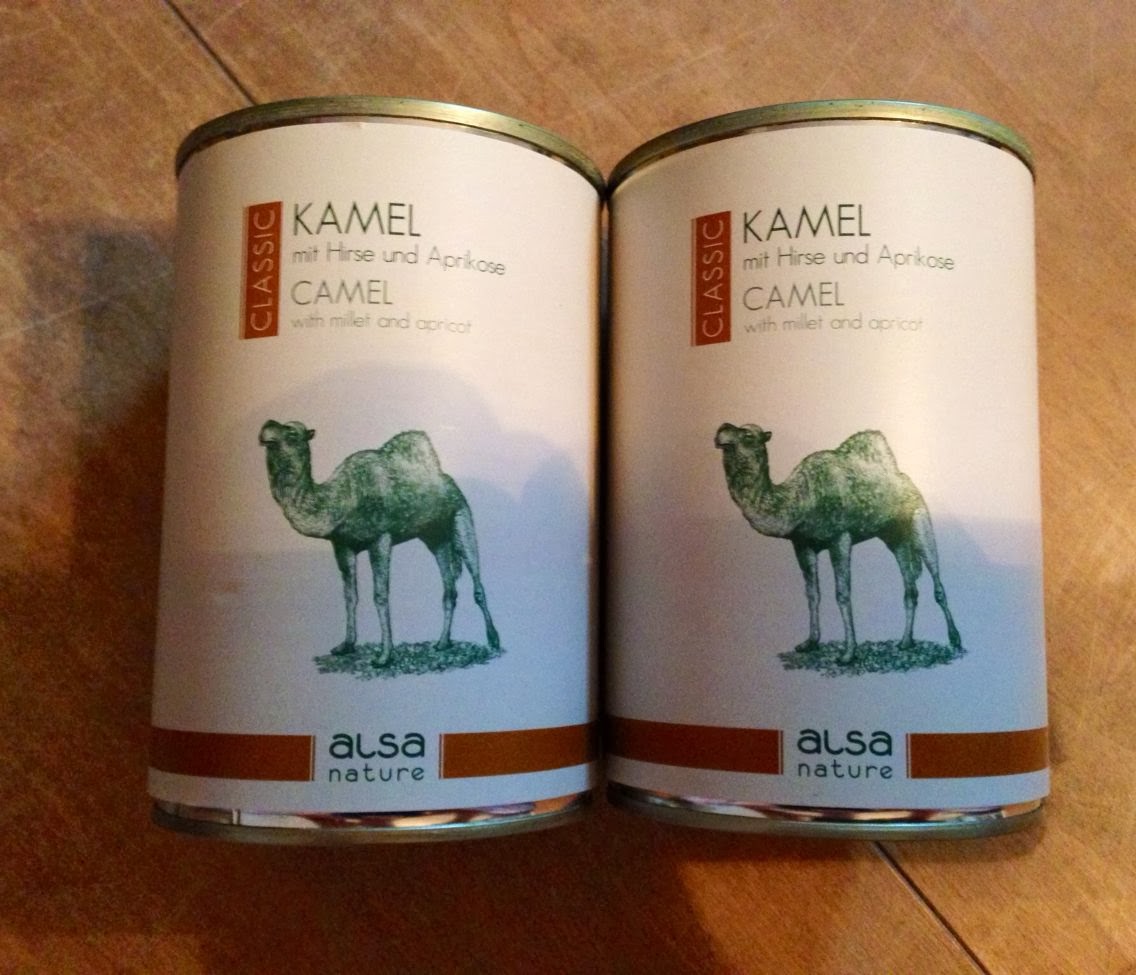 CLASSIC
KAMEL
mit Hirse und Aprikose
CAMEL
with millet and apricot
alsa
nature
CLASSIC
KAMEL
mit Hirse und Aprikose
CAMEL
with millet and apricot
alsa
nature